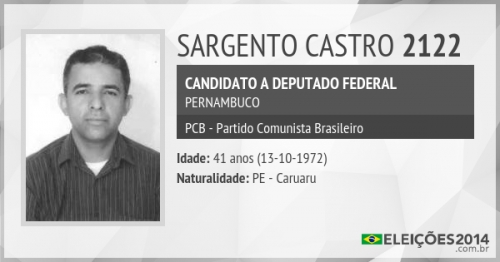 SARGENTO CASTRO 2122
CANDIDATO A DEPUTADO FEDERAL
PERNAMBUCO
PCB - Partido Comunista Brasileiro
Idade: 41 anos (13-10-1972)
Naturalidade: PE - Caruaru
ELEIÇÕES2014
.com.br